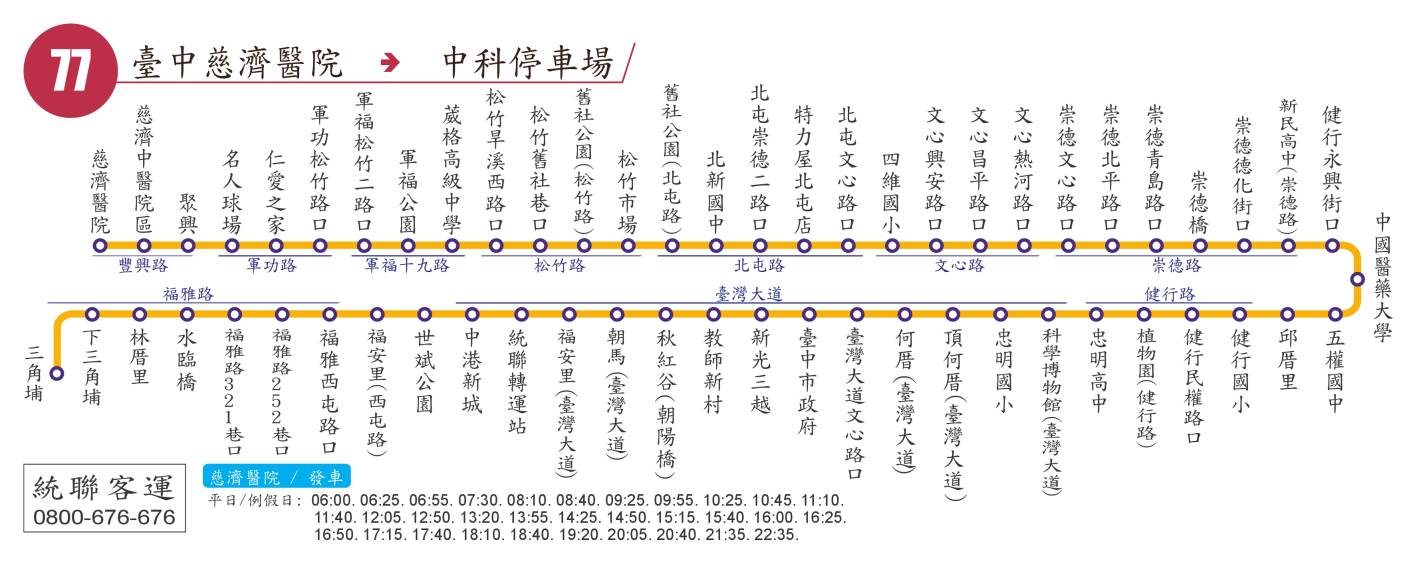 77
臺中慈濟醫院 → 中科停車場
慈濟醫院
慈濟中醫院區
聚興
名人球場
仁愛之家
軍功松竹路口
軍福松竹二路口
軍福公園
葳格高級中學
松竹旱溪西路口
松竹舊社巷口
舊社公園(松竹路)
松竹市場
舊社公園(北屯路)
北新國中
北屯崇德二路口
特力屋北屯店
北屯文心路口
四維國小
文心興安路口
文心昌平路口
文心熱河路口
崇德文心路口
崇德北平路口
崇德青島路口
崇德橋
崇德德化街口
新民高中(崇德路)
健行永興街口
中國醫藥大學
豐興路
軍功路
軍福十九路
松竹路
北屯路
文心路
崇德路
福雅路
臺灣大道
健行路
三角埔
下三角埔
林厝里
水臨橋
福雅路321巷口
福雅路252巷口
福雅西屯路口
福安里(西屯路)
世斌公園
中港新城
統聯轉運站
福安里(臺灣大道)
朝馬(臺灣大道)
秋紅谷(朝陽橋)
教師新村
新光三越
臺中市政府
臺灣大道文心路口
何厝(臺灣大道)
頂何厝(臺灣大道)
忠明國小
科學博物館(臺灣大道)
忠明高中
植物園(健行路)
健行民權路口
健行國小
邱厝里
五權國中
統聯客運
0800-676-676
慈濟醫院 / 發車
平日/例假日: 06:00. 06:25. 06:55. 07:30. 08:10. 08:40. 09:25. 09:55. 10:25. 10:45. 11:10.
11:40. 12:05. 12:50. 13:20. 13:55. 14:25. 14:50. 15:15. 15:40. 16:00. 16:25.
16:50. 17:15. 17:40. 18:10. 18:40. 19:20. 20:05. 20:40. 21:35. 22:35.